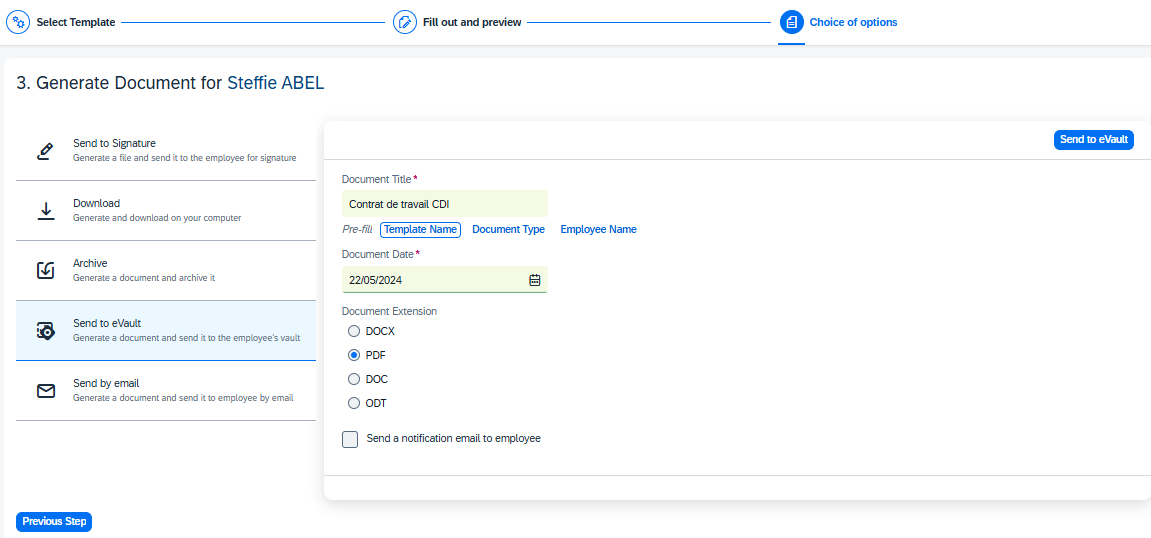 Select Template
Fill out and preview
Choice of options
3. Generate Document for Steffie ABEL
Send to Signature
Generate a file and send it to the employee for signature
Download
Generate and download on your computer
Archive
Generate a document and archive it
Send to eVault
Generate a document and send it to the employee's vault
Send by email
Generate a document and send it to employee by email
Send to eVault
Document Title*
Contrat de travail CDI
Pre-fill Template Name Document Type Employee Name
Document Date*
22/05/2024
Document Extension
DOCX
PDF
DOC
ODT
Send a notification email to employee
Previous Step